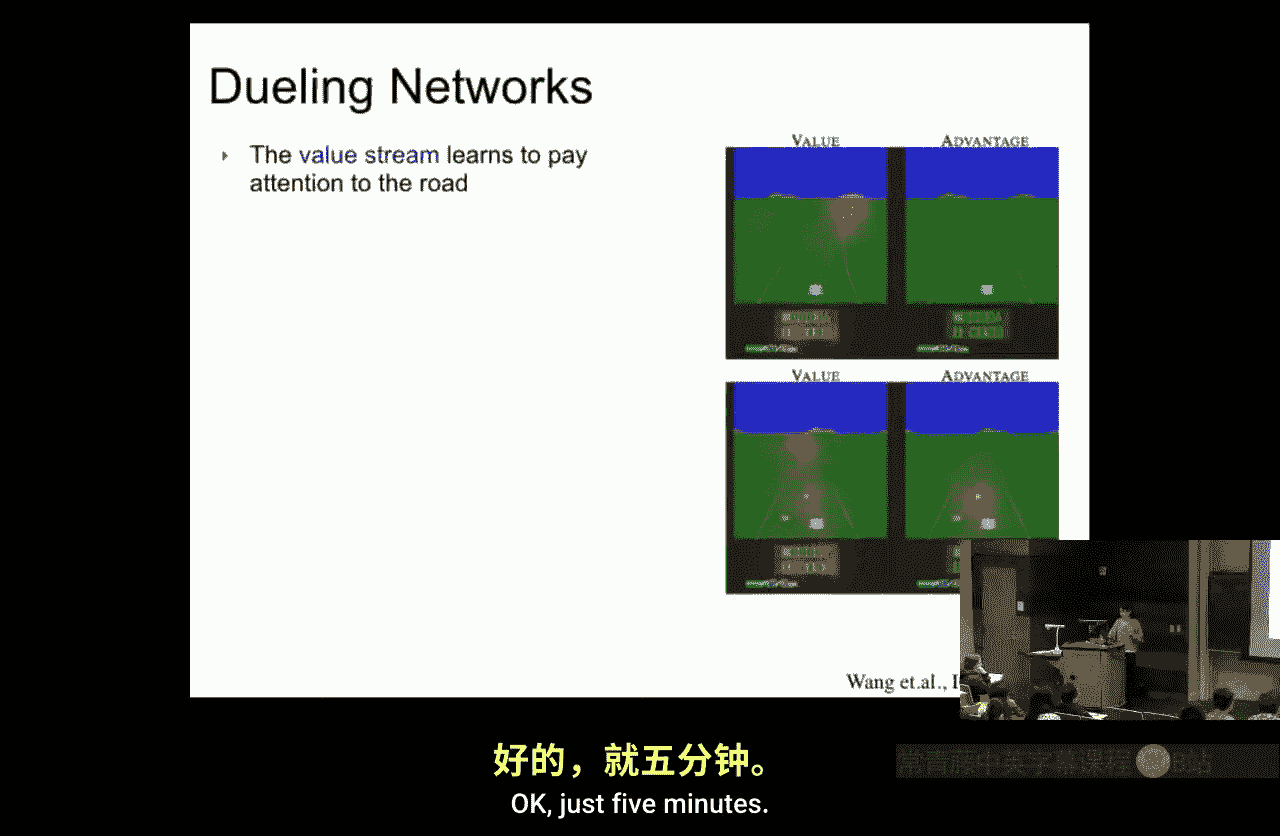 Dueling Networks
The value stream learns to pay
attention to the road
VALUE
ADVANTAGE
VALUE
ADVANTAGE
Wang et.al.,
好的，就五分钟。
OK, just five minutes.